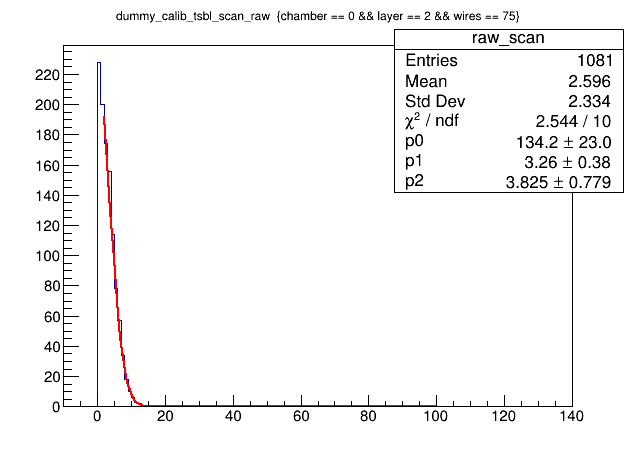 dummy_calib_tsbl_scan_raw {chamber == 0 && layer == 2 && wires == 75}
raw_scan
Entries 1081
Mean 2.596
Std Dev 2.334
χ² / ndf 2.544 / 10
p0 134.2 ± 23.0
p1 3.26 ± 0.38
p2 3.825 ± 0.779
220
200
180
160
140
120
100
80
60
40
20
0
0 20 40 60 80 100 120 140